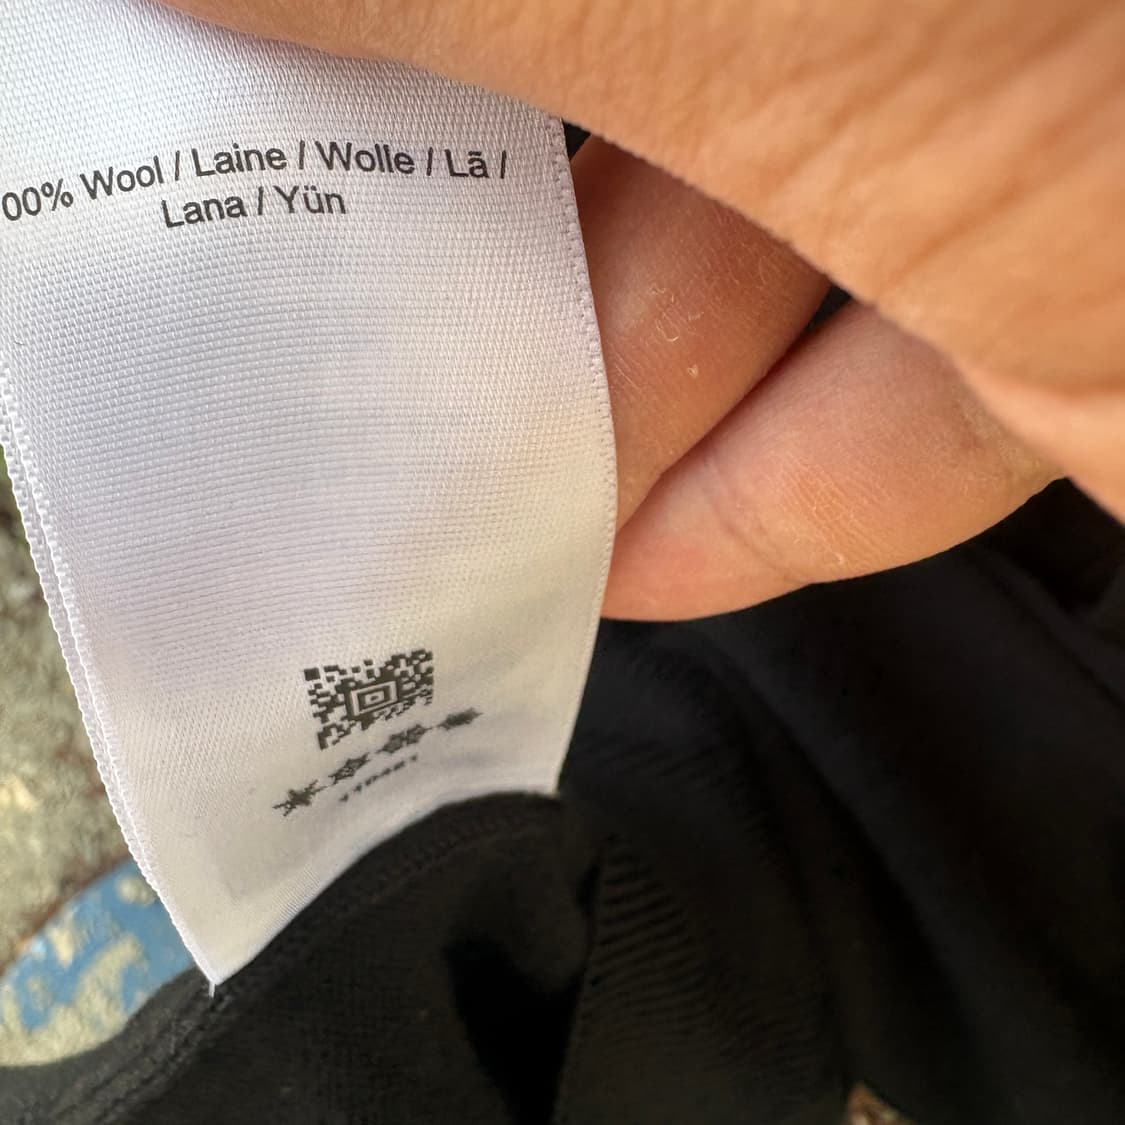 00% Wool / Laine / Wolle / Lã /
Lana / Yün